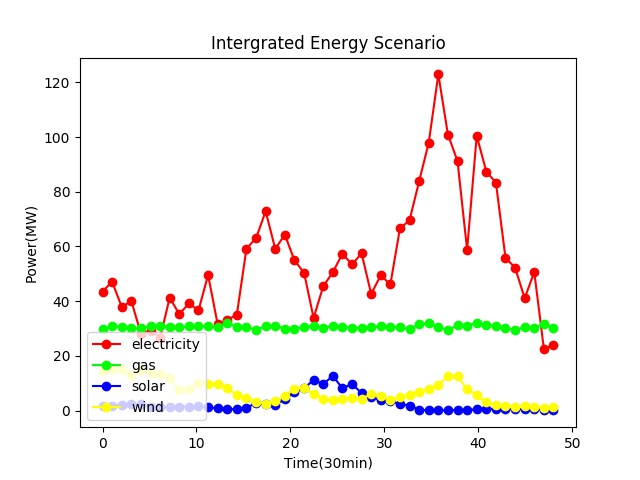 Intergrated Energy Scenario
Power(MW)
120
100
80
60
40
20
0
electricity
gas
solar
wind
0 10 20 30 40 50
Time(30min)